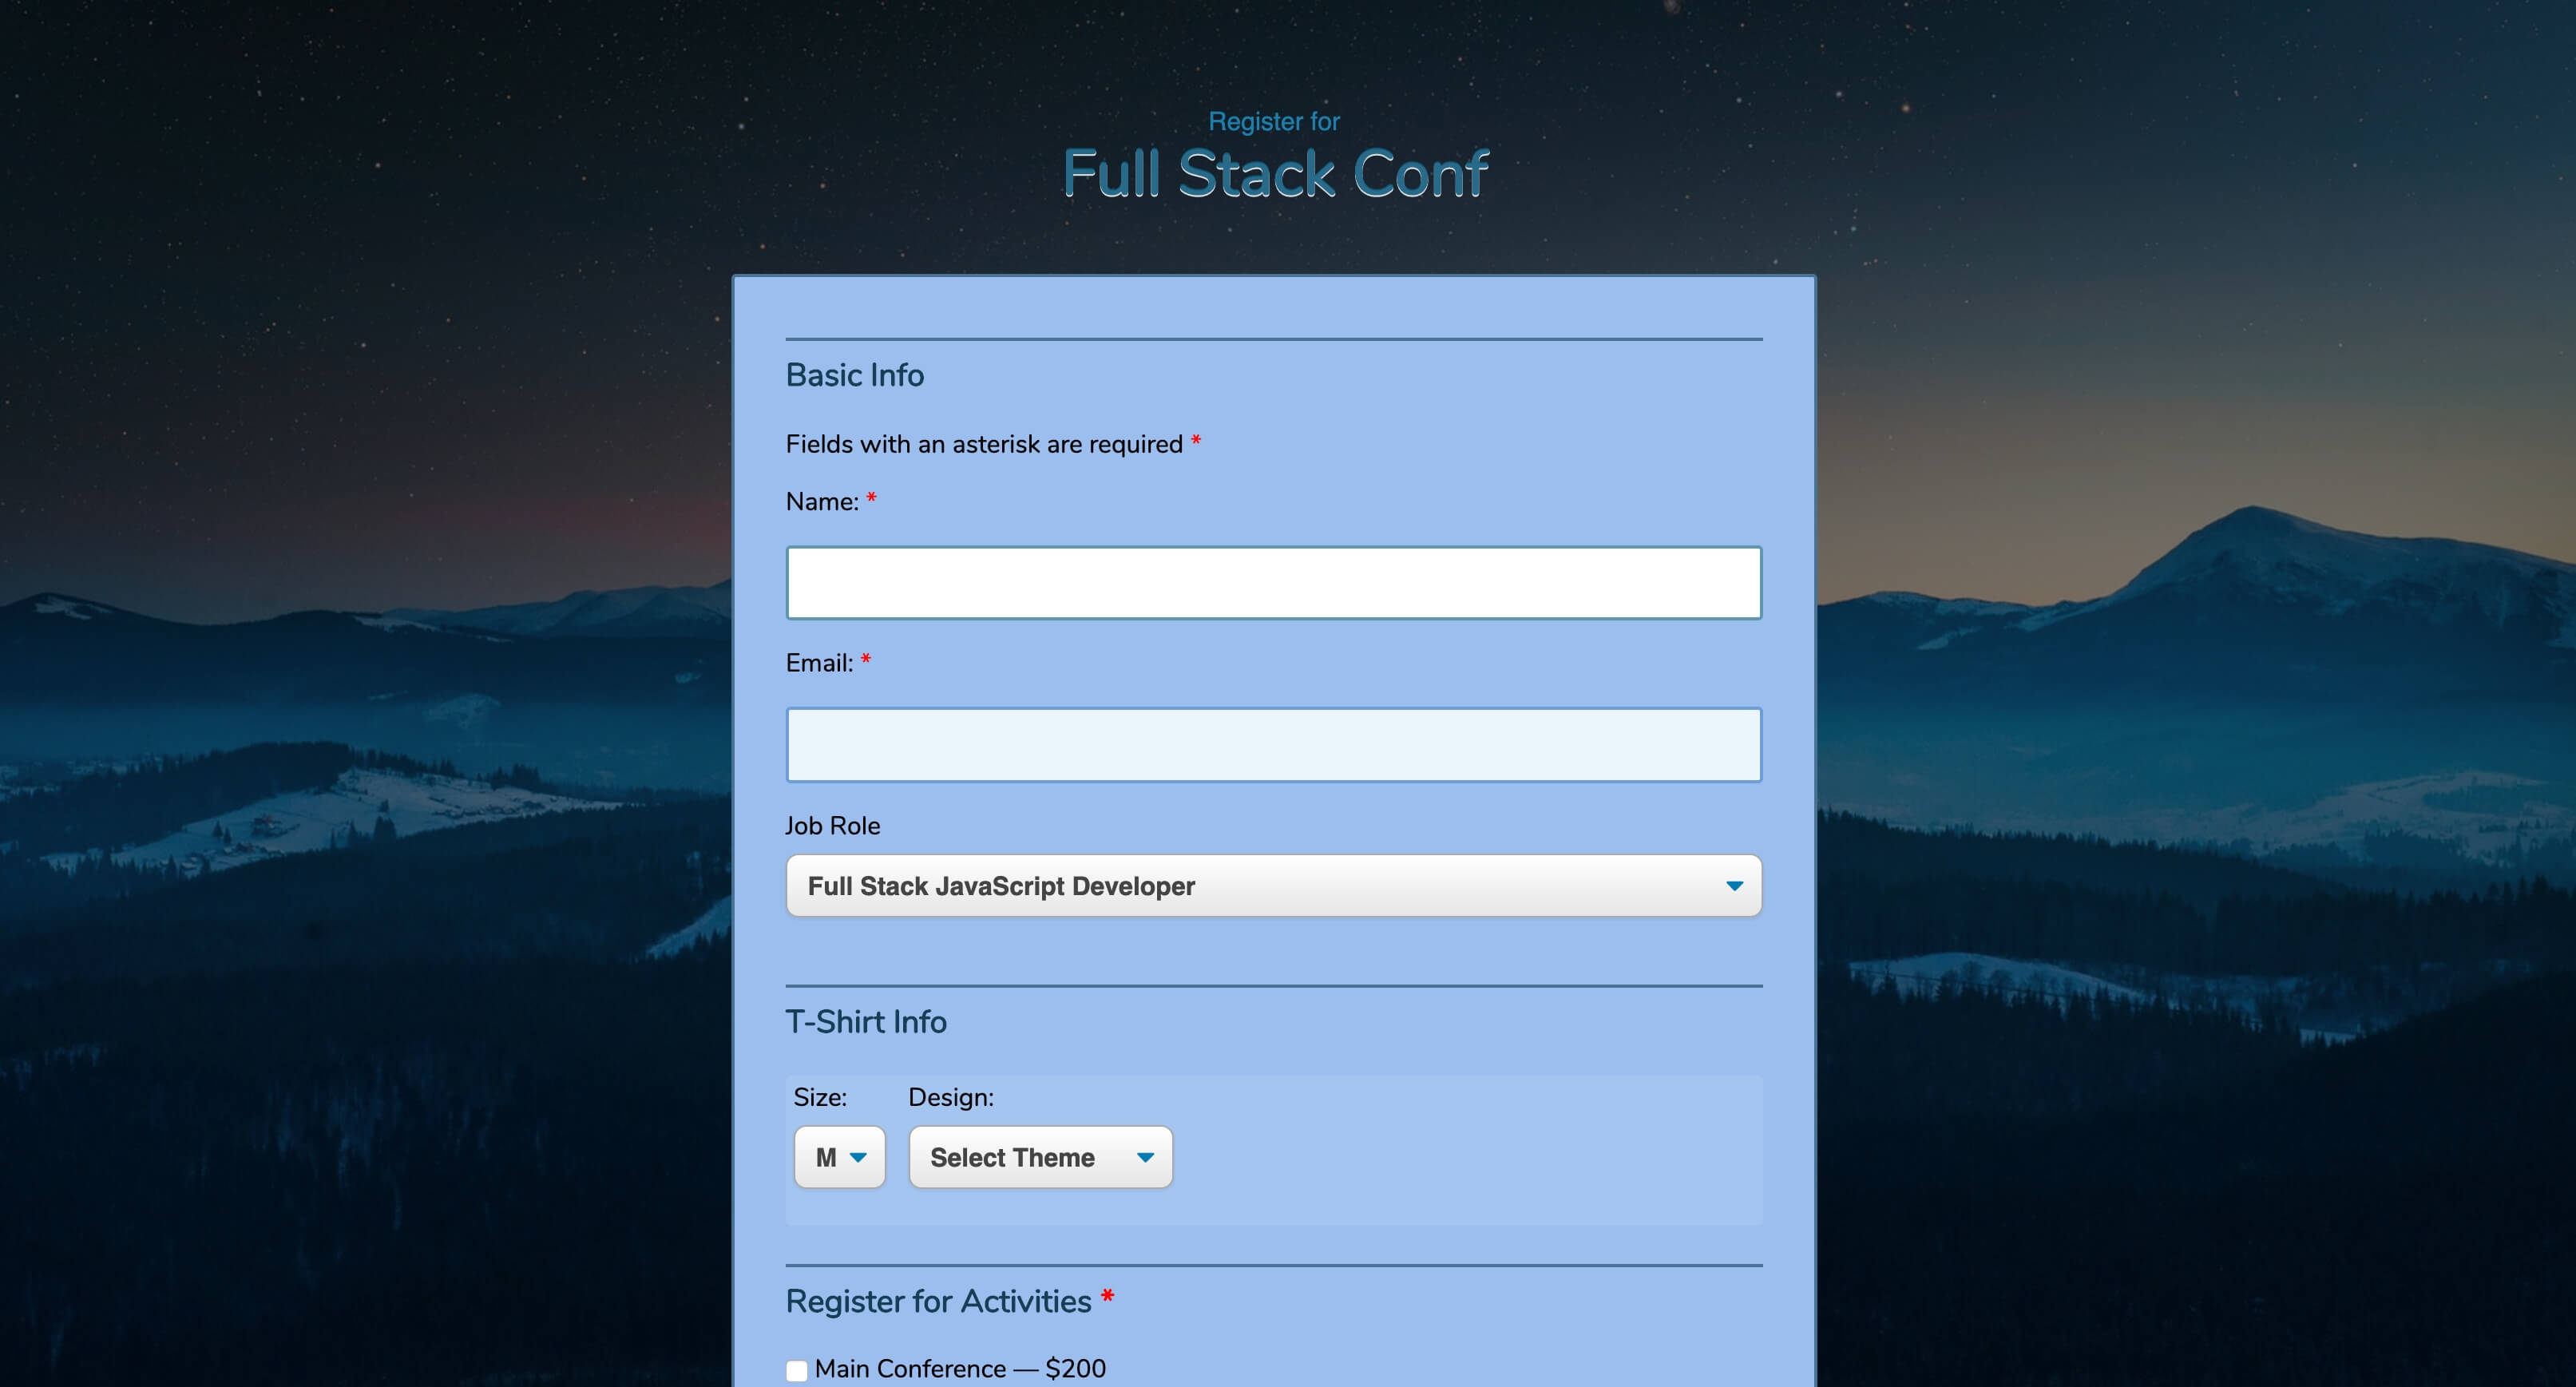 Register for
Full Stack Conf
Basic Info
Fields with an asterisk are required *
Name: *
Email: *
Job Role
Full Stack JavaScript Developer
T-Shirt Info
Size: Design:
M Select Theme
Register for Activities *
Main Conference — $200